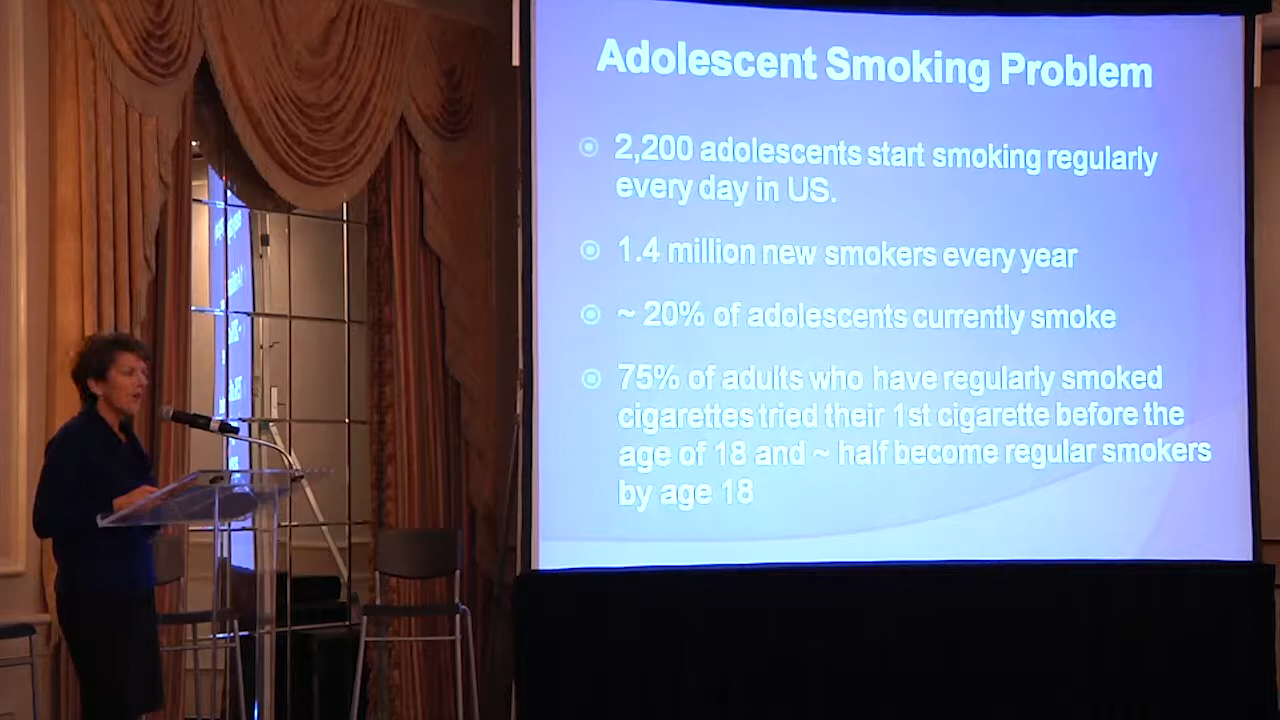 Adolescent Smoking Problem
2,200 adolescents start smoking regularly
every day in US.
1.4 million new smokers every year
~ 20% of adolescents currently smoke
75% of adults who have regularly smoked
cigarettes tried their 1st cigarette before the
age of 18 and ~ half become regular smokers
by age 18